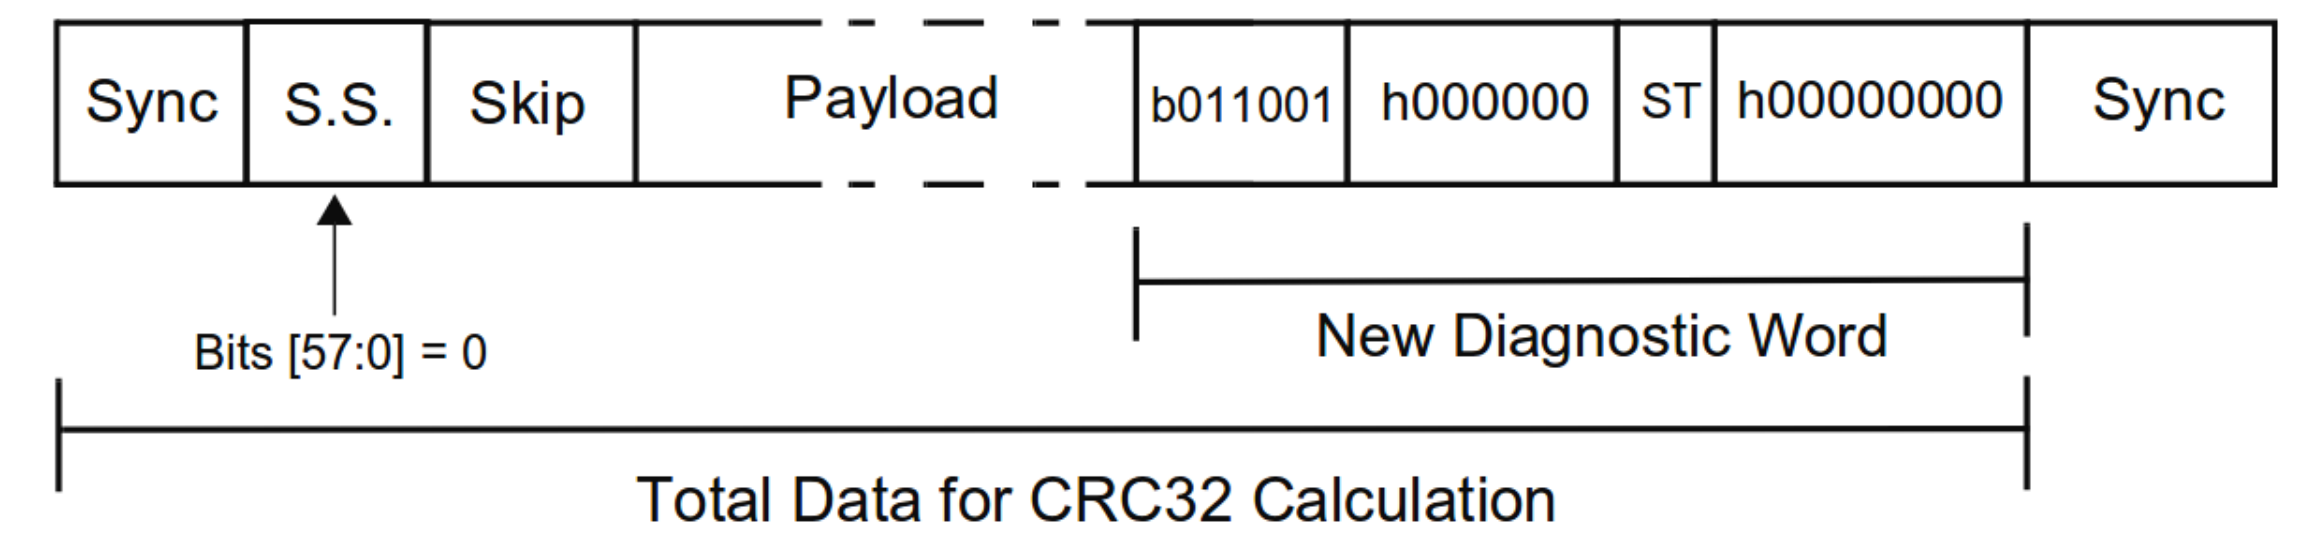 Sync S.S. Skip Payload b011001 h000000 ST h00000000 Sync
Bits [57:0] = 0
New Diagnostic Word
Total Data for CRC32 Calculation